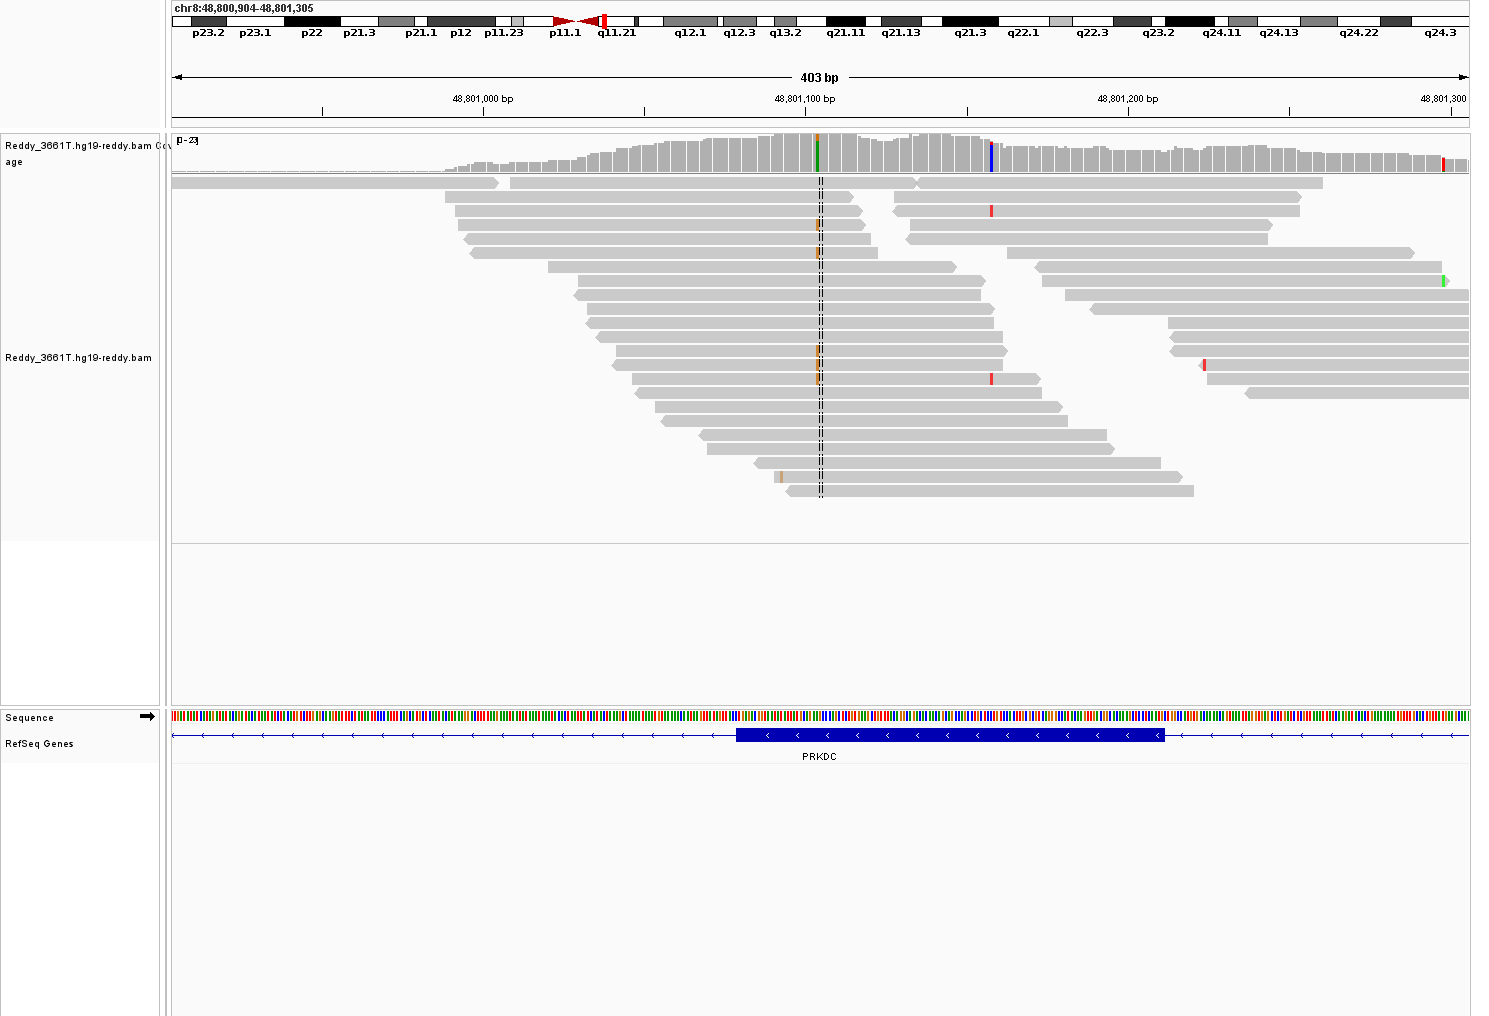 chr8:48,800,904-48,801,305
p23.2 p23.1 p22 p21.3 p21.1 p12 p11.23 p11.1 q11.21 q12.1 q12.3 q13.2 q21.11 q21.13 q21.3 q22.1 q22.3 q23.2 q24.11 q24.13 q24.22 q24.3
403 bp
48,801,000 bp 48,801,100 bp 48,801,200 bp 48,801,300
Reddy_3661T.hg19-reddy.bam Cov
age
[0-23]
Reddy_3661T.hg19-reddy.bam
Sequence
RefSeq Genes
PRKDC